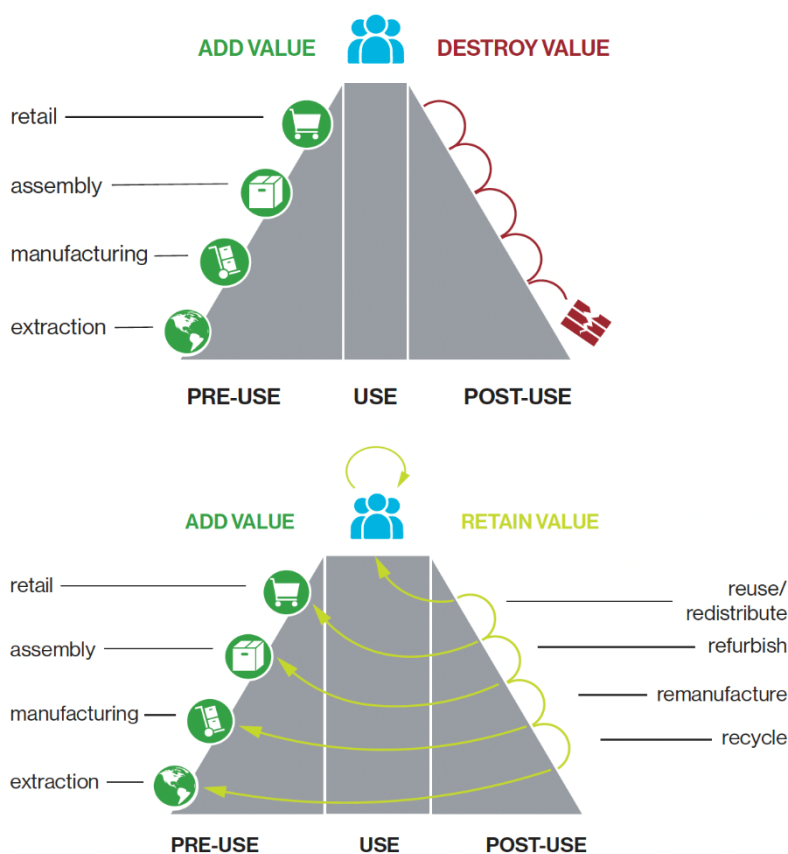 ADD VALUE
DESTROY VALUE
retail
assembly
manufacturing
extraction
PRE-USE
USE
POST-USE
ADD VALUE
RETAIN VALUE
retail
reuse/
redistribute
assembly
refurbish
manufacturing
remanufacture
extraction
recycle
PRE-USE
USE
POST-USE